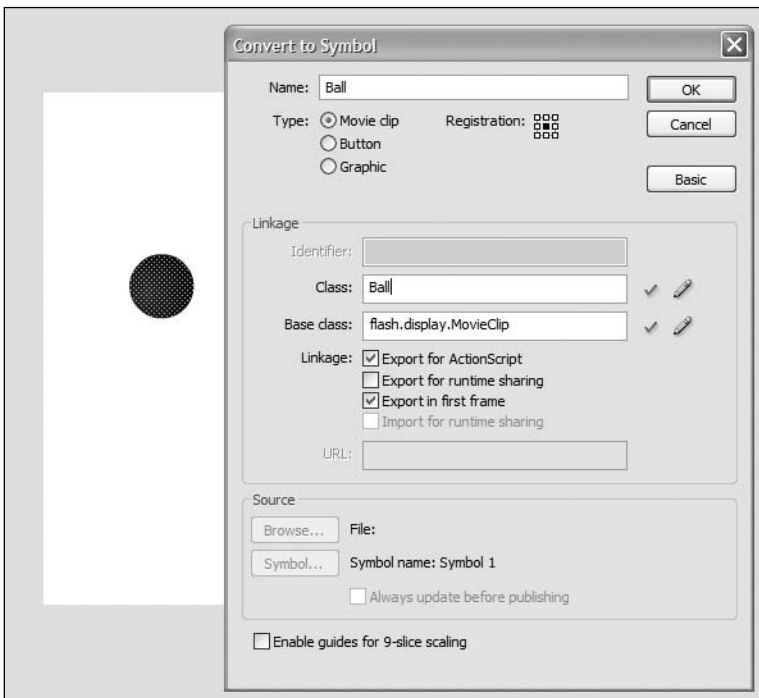 Convert to Symbol
Name: Ball
OK
Type: Movie clip Registration:
Cancel
Button
Graphic
Basic
Linkage
Identifier:
Class: Ball
Base class: flash.display.MovieClip
Linkage: Export for ActionScript
Export for runtime sharing
Export in first frame
Import for runtime sharing
URL:
Source
Browse... File:
Symbol... Symbol name: Symbol 1
Always update before publishing
Enable guides for 9-slice scaling